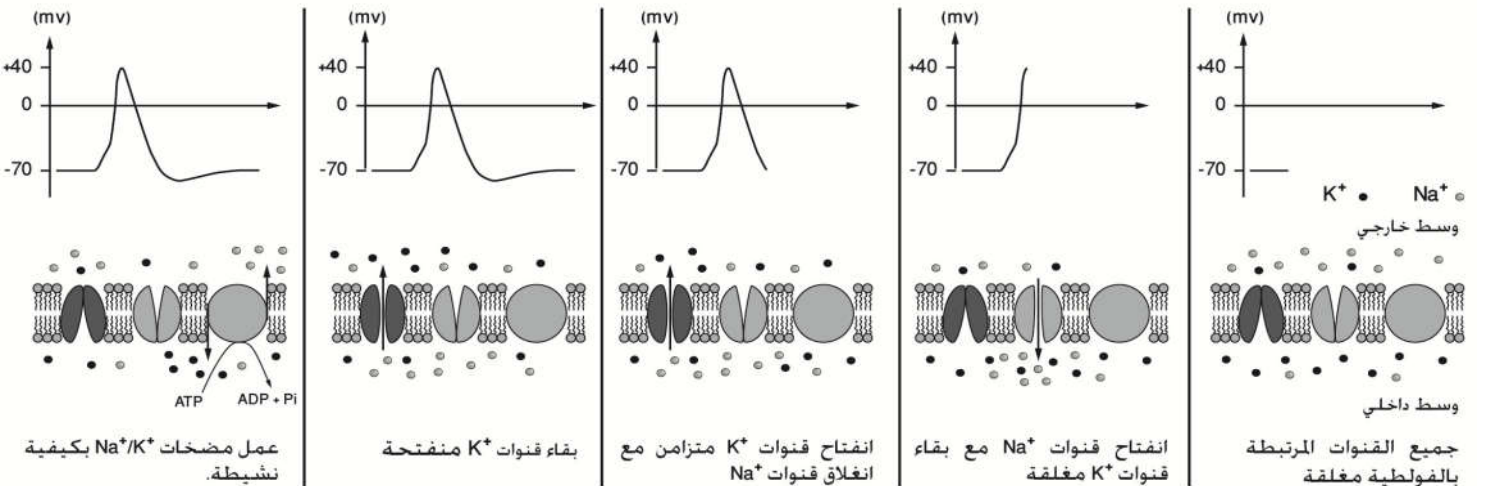 (mv)
+40
0
-70
K⁺ Na⁺
وسط خارجي
وسط داخلي
جميع القنوات المرتبطة
بالفولطية مغلقة
(mv)
+40
0
-70
انفتاح قنوات Na⁺ مع بقاء
قنوات K⁺ مغلقة
(mv)
+40
0
-70
انفتاح قنوات K⁺ متزامن مع
انغلاق قنوات Na⁺
(mv)
+40
0
-70
بقاء قنوات K⁺ منفتحة
(mv)
+40
0
-70
ATP ADP + Pi
عمل مضخات Na⁺/K⁺ بكيفية
نشيطة.